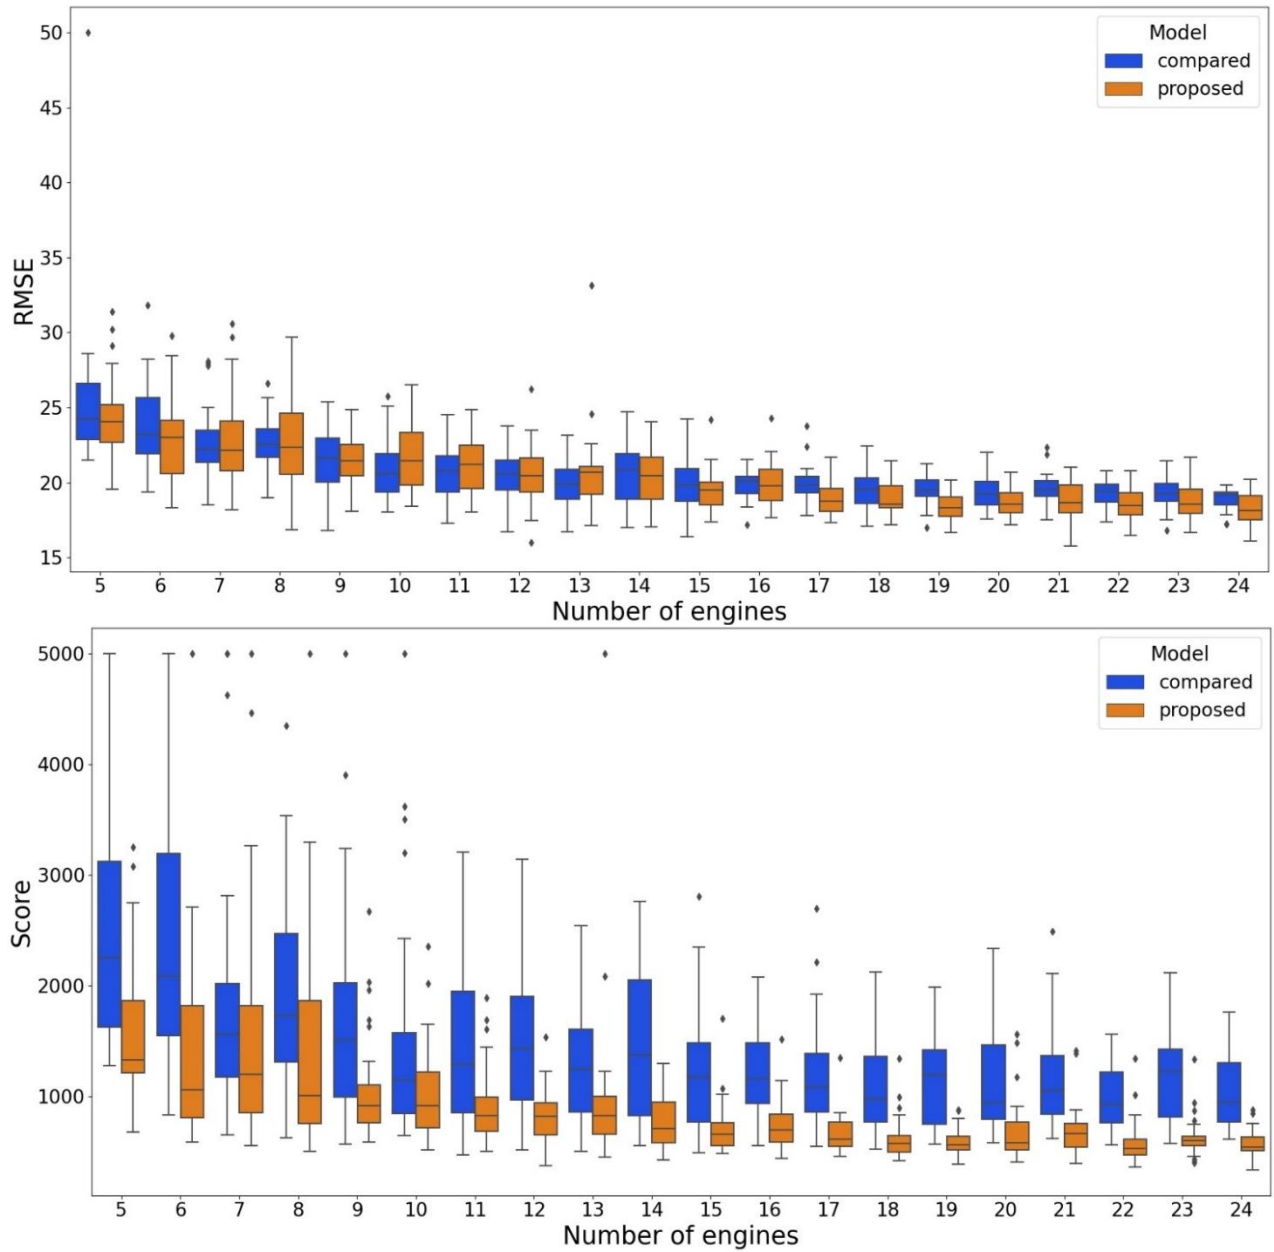 50
45
40
35
30
25
20
15
RMSE
Model
compared
proposed
5 6 7 8 9 10 11 12 13 14 15 16 17 18 19 20 21 22 23 24
Number of engines
5000
4000
3000
2000
1000
Score
Model
compared
proposed
5 6 7 8 9 10 11 12 13 14 15 16 17 18 19 20 21 22 23 24
Number of engines